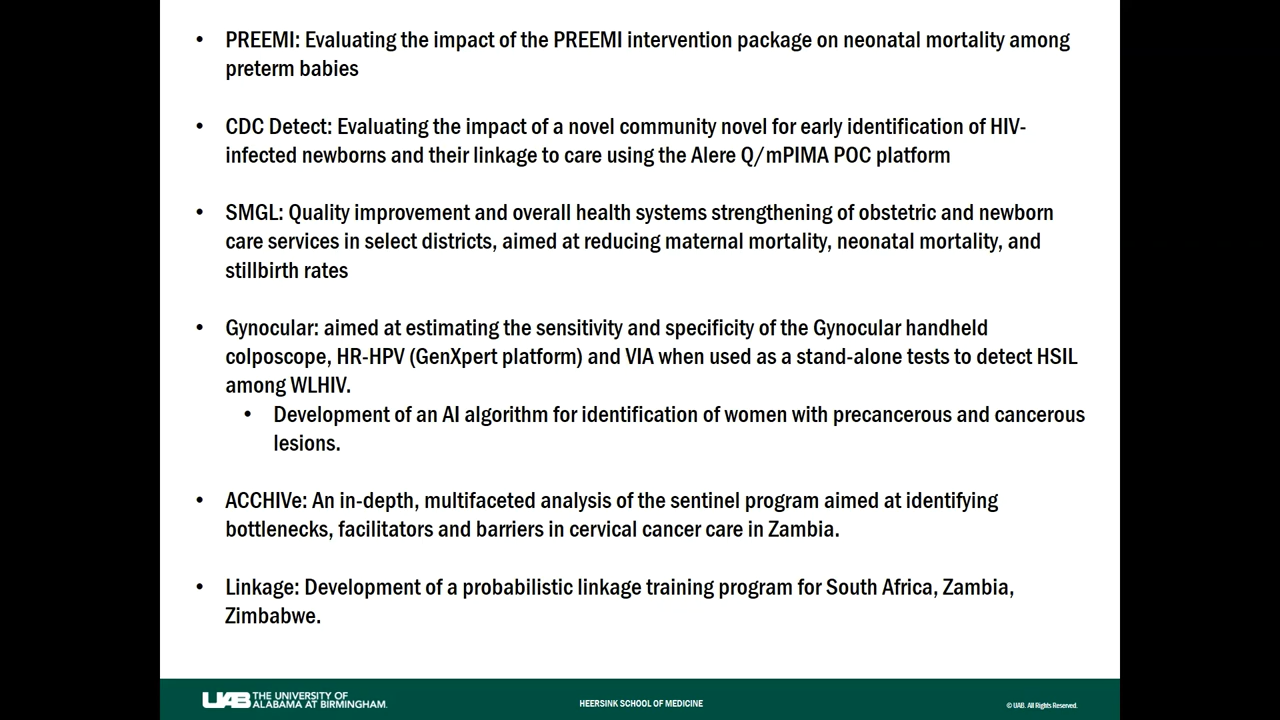 • PREEMI: Evaluating the impact of the PREEMI intervention package on neonatal mortality among
preterm babies
• CDC Detect: Evaluating the impact of a novel community novel for early identification of HIV-
infected newborns and their linkage to care using the Alere Q/mPIMA POC platform
• SMGL: Quality improvement and overall health systems strengthening of obstetric and newborn
care services in select districts, aimed at reducing maternal mortality, neonatal mortality, and
stillbirth rates
• Gynocular: aimed at estimating the sensitivity and specificity of the Gynocular handheld
colposcope, HR-HPV (GenXpert platform) and VIA when used as a stand-alone tests to detect HSIL
among WLHIV.
• Development of an AI algorithm for identification of women with precancerous and cancerous
lesions.
• ACCHIVe: An in-depth, multifaceted analysis of the sentinel program aimed at identifying
bottlenecks, facilitators and barriers in cervical cancer care in Zambia.
• Linkage: Development of a probabilistic linkage training program for South Africa, Zambia,
Zimbabwe.
UAB THE UNIVERSITY OF
ALABAMA AT BIRMINGHAM.
HEERSINK SCHOOL OF MEDICINE
© UAB. All Rights Reserved.